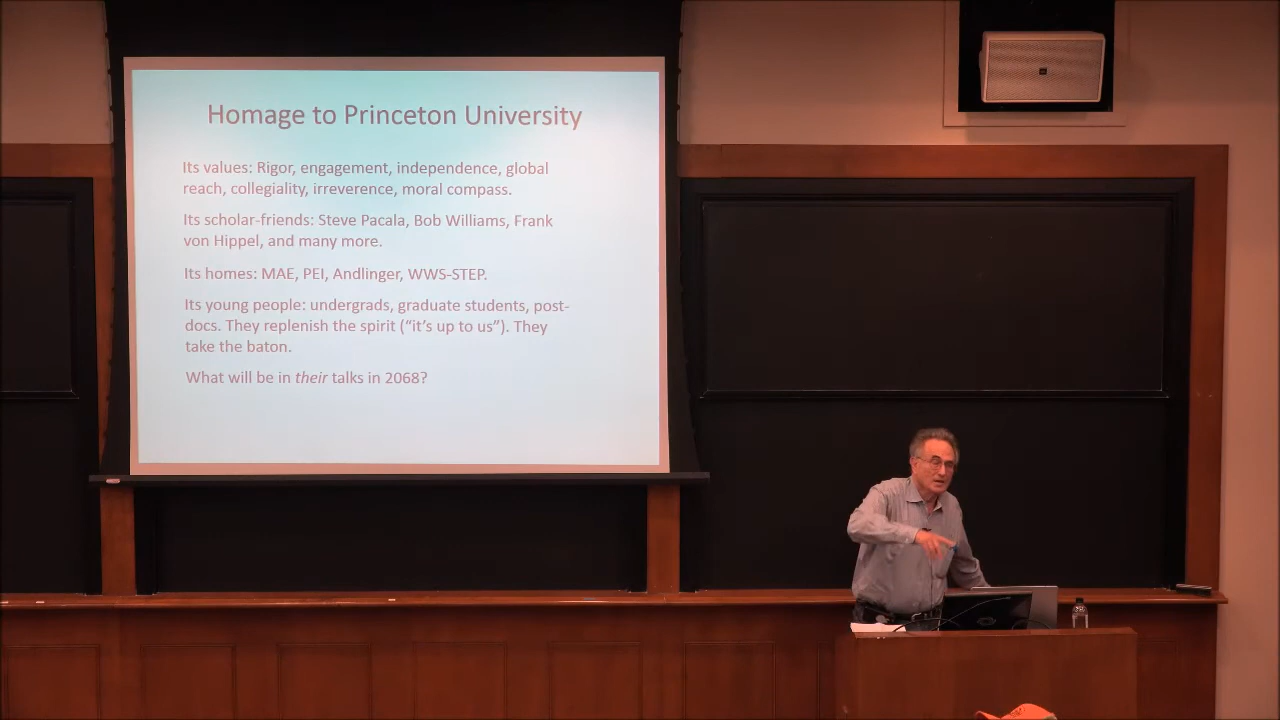 Homage to Princeton University
Its values: Rigor, engagement, independence, global
reach, collegiality, irreverence, moral compass.
Its scholar-friends: Steve Pacala, Bob Williams, Frank
von Hippel, and many more.
Its homes: MAE, PEI, Andlinger, WWS-STEP.
Its young people: undergrads, graduate students, post-
docs. They replenish the spirit (“it’s up to us”). They
take the baton.
What will be in their talks in 2068?